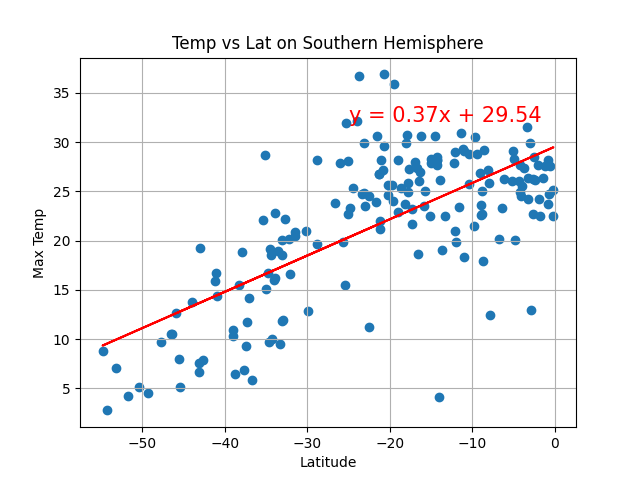 Temp vs Lat on Southern Hemisphere
35
y = 0.37x + 29.54
30
25
20
15
10
5
Max Temp
−50 −40 −30 −20 −10 0
Latitude